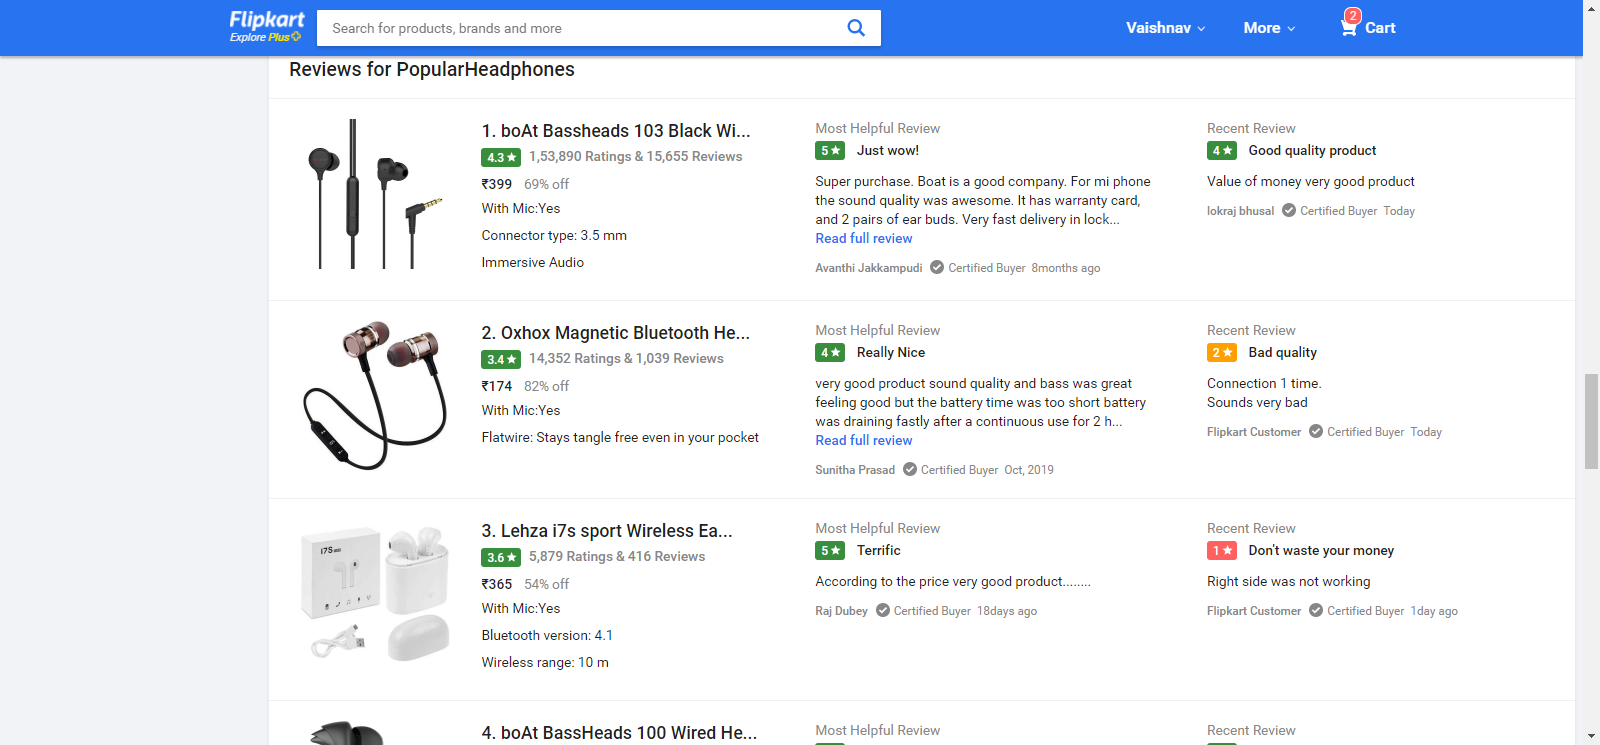 Flipkart
Explore Plus
Search for products, brands and more
Vaishnav
More
2
Cart
Reviews for PopularHeadphones
1. boAt Bassheads 103 Black Wi...
4.3 ★ 1,53,890 Ratings & 15,655 Reviews
₹399 69% off
With Mic:Yes
Connector type: 3.5 mm
Immersive Audio
Most Helpful Review
5 ★ Just wow!
Super purchase. Boat is a good company. For mi phone
the sound quality was awesome. It has warranty card,
and 2 pairs of ear buds. Very fast delivery in lock...
Read full review
Avanthi Jakkampudi Certified Buyer 8months ago
Recent Review
4 ★ Good quality product
Value of money very good product
lokraj bhusal Certified Buyer Today
2. Oxhox Magnetic Bluetooth He...
3.4 ★ 14,352 Ratings & 1,039 Reviews
₹174 82% off
With Mic:Yes
Flatwire: Stays tangle free even in your pocket
Most Helpful Review
4 ★ Really Nice
very good product sound quality and bass was great
feeling good but the battery time was too short battery
was draining fastly after a continuous use for 2 h...
Read full review
Sunitha Prasad Certified Buyer Oct, 2019
Recent Review
2 ★ Bad quality
Connection 1 time.
Sounds very bad
Flipkart Customer Certified Buyer Today
i7S
3. Lehza i7s sport Wireless Ea...
3.6 ★ 5,879 Ratings & 416 Reviews
₹365 54% off
With Mic:Yes
Bluetooth version: 4.1
Wireless range: 10 m
Most Helpful Review
5 ★ Terrific
According to the price very good product........
Raj Dubey Certified Buyer 18days ago
Recent Review
1 ★ Don't waste your money
Right side was not working
Flipkart Customer Certified Buyer 1day ago
4. boAt BassHeads 100 Wired He...
Most Helpful Review
Recent Review